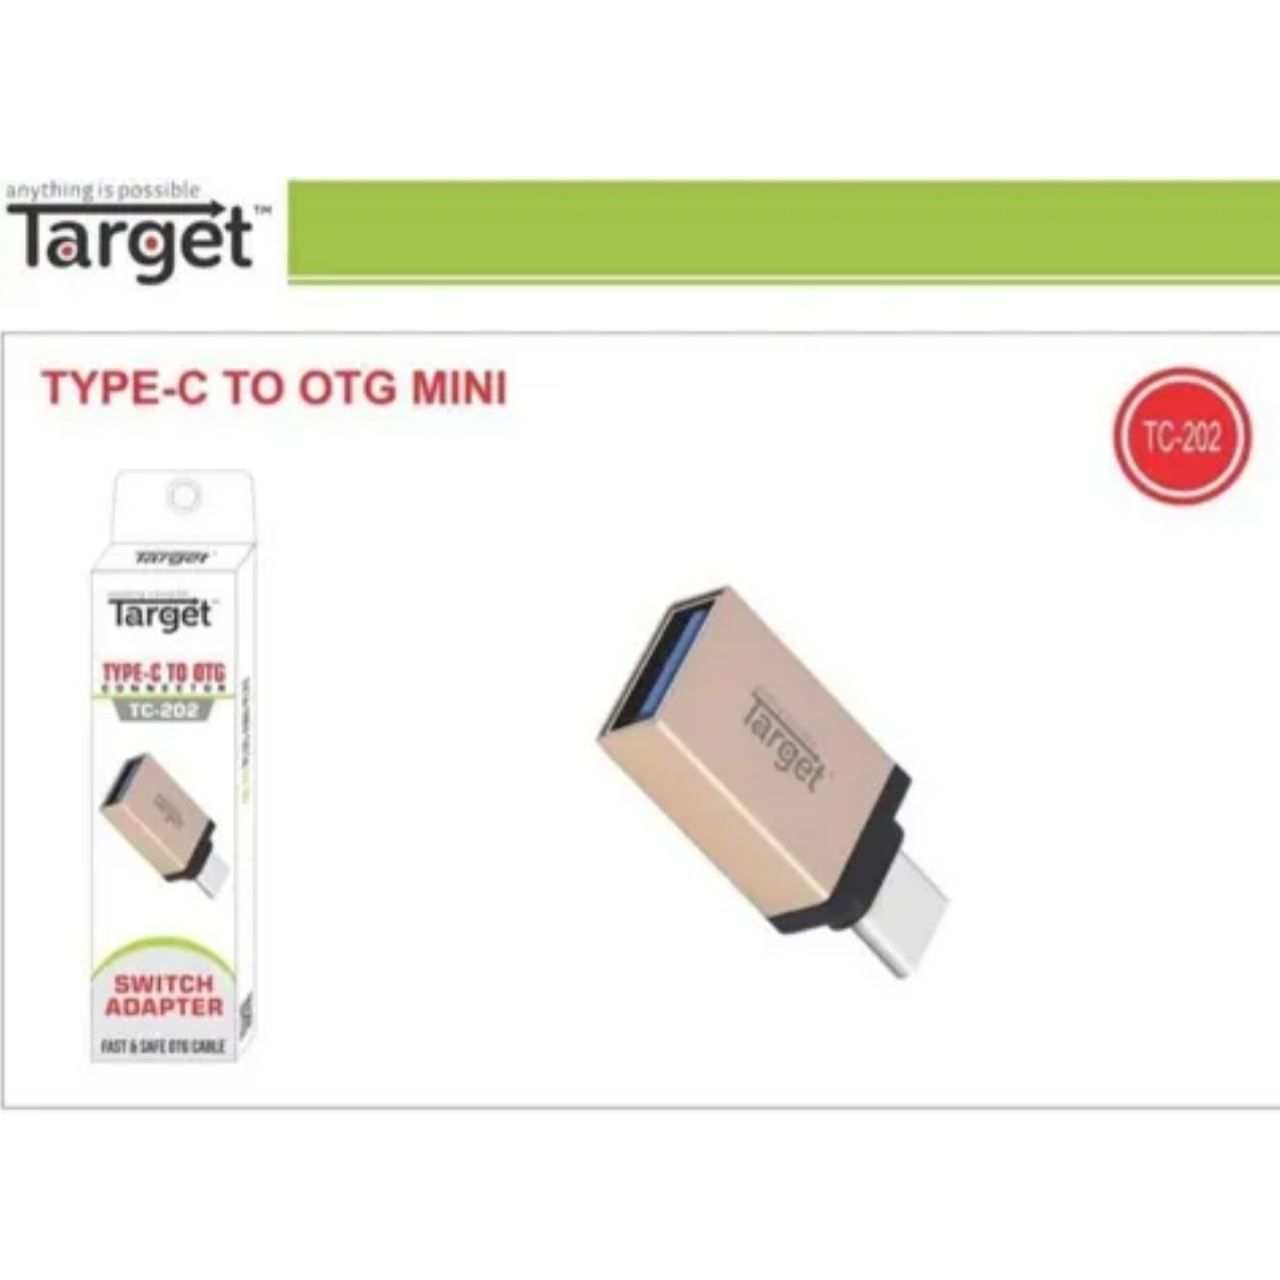 anything is possible
Target™
TYPE-C TO OTG MINI
TC-202
Target
Target
TYPE-C TO OTG
CONNECTOR
TC-202
Target
SWITCH
ADAPTER
FAST & SAFE OTG CABLE
Target